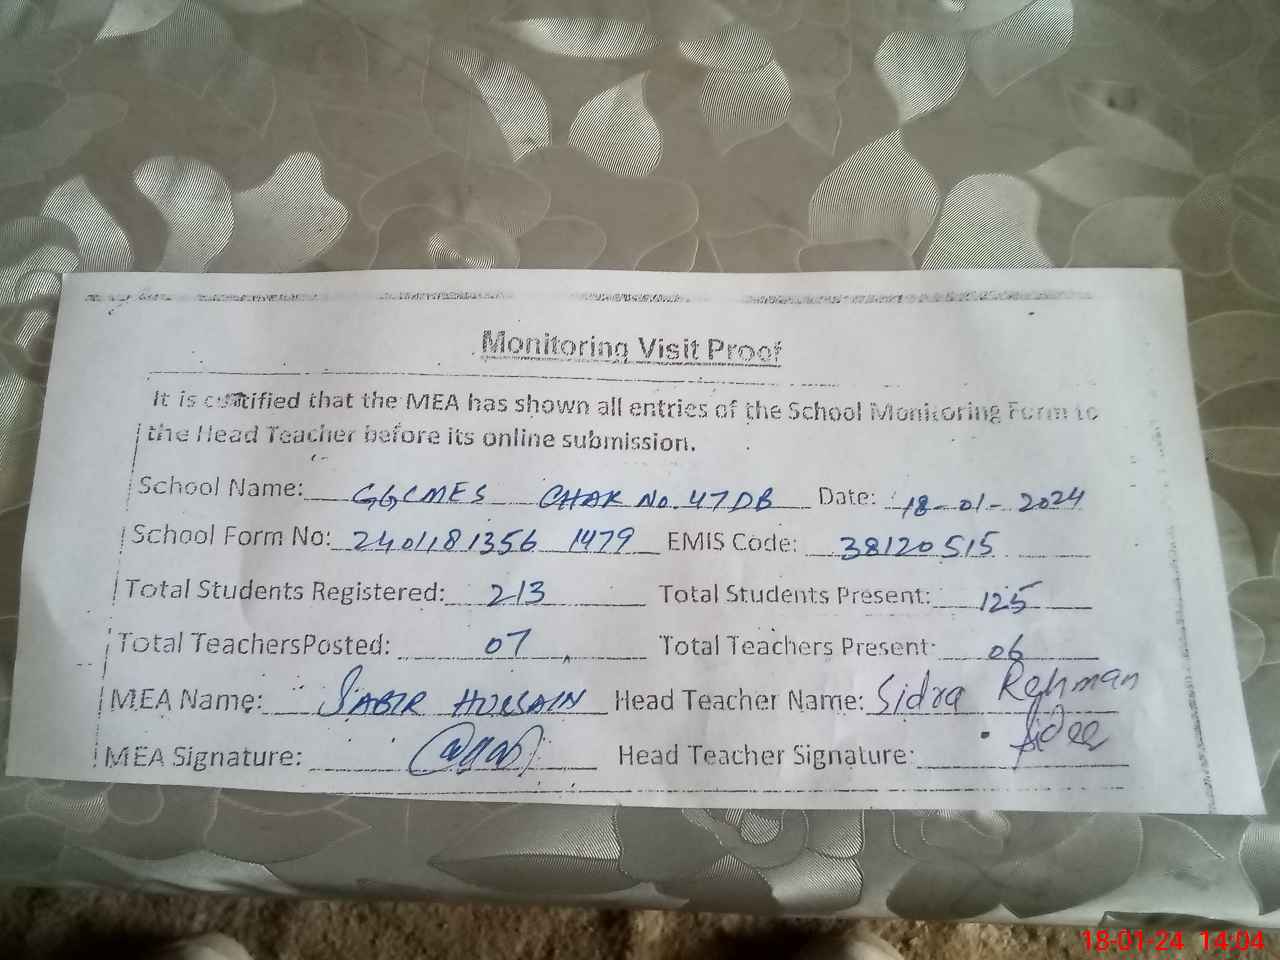 Monitoring Visit Proof
It is certified that the MEA has shown all entries of the School Monitoring Form to
the Head Teacher before its online submission.
School Name: GGCMES CHAK No. 47DB Date: 18-01-2024
School Form No: 2401181356 1479 EMIS Code: 38120515
Total Students Registered: 213 Total Students Present: 125
Total TeachersPosted: 07 Total Teachers Present: 06
MEA Name: SABIR HUSSAIN Head Teacher Name: Sidra Rehman
MEA Signature: Head Teacher Signature:
18-01-24 14:04